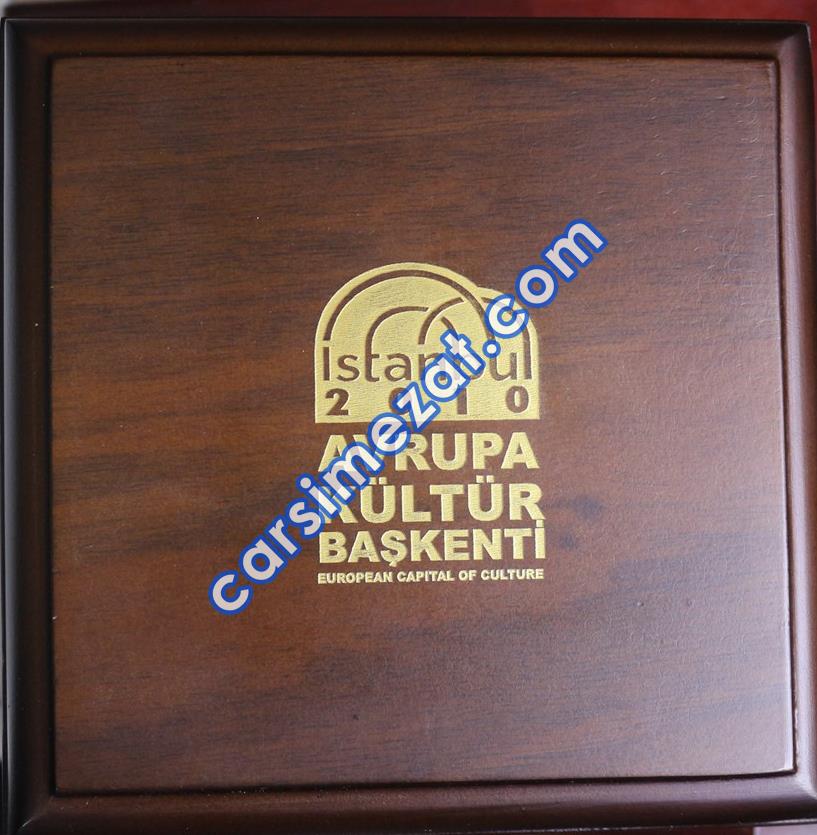 Istanbul
2010
AVRUPA
KÜLTÜR
BAŞKENTİ
EUROPEAN CAPITAL OF CULTURE
carsimezat.com